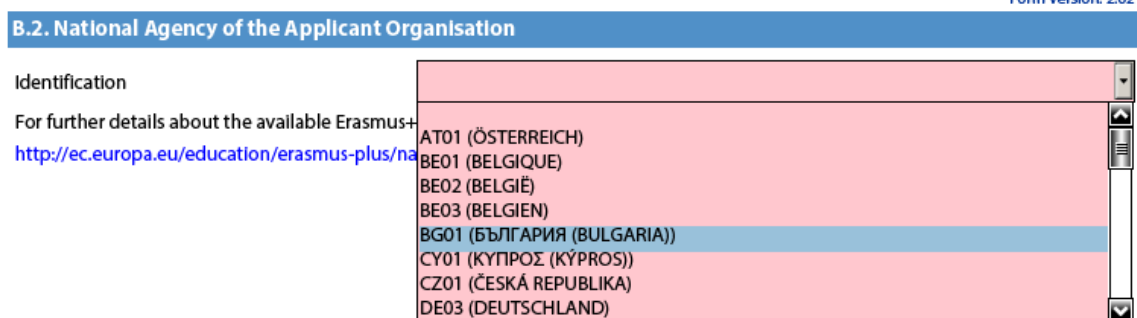 Form Version: 2.02
B.2. National Agency of the Applicant Organisation
Identification
For further details about the available Erasmus+
http://ec.europa.eu/education/erasmus-plus/na
AT01 (ÖSTERREICH)
BE01 (BELGIQUE)
BE02 (BELGIË)
BE03 (BELGIEN)
BG01 (БЪЛГАРИЯ (BULGARIA))
CY01 (ΚΥΠΡΟΣ (KÝPROS))
CZ01 (ČESKÁ REPUBLIKA)
DE03 (DEUTSCHLAND)